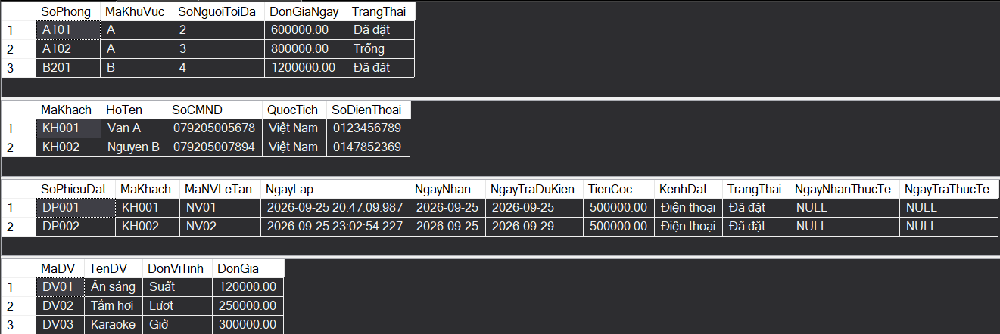 SoPhong MaKhuVuc SoNguoiToiDa DonGiaNgay TrangThai
1 A101 A 2 600000.00 Đã đặt
2 A102 A 3 800000.00 Trống
3 B201 B 4 1200000.00 Đã đặt
MaKhach HoTen SoCMND QuocTich SoDienThoai
1 KH001 Van A 079205005678 Việt Nam 0123456789
2 KH002 Nguyen B 079205007894 Việt Nam 0147852369
SoPhieuDat MaKhach MaNVLeTan NgayLap NgayNhan NgayTraDuKien TienCoc KenhDat TrangThai NgayNhanThucTe NgayTraThucTe
1 DP001 KH001 NV01 2026-09-25 20:47:09.987 2026-09-25 2026-09-25 500000.00 Điện thoại Đã đặt NULL NULL
2 DP002 KH002 NV02 2026-09-25 23:02:54.227 2026-09-25 2026-09-29 500000.00 Điện thoại Đã đặt NULL NULL
MaDV TenDV DonViTinh DonGia
1 DV01 Ăn sáng Suất 120000.00
2 DV02 Tắm hơi Lượt 250000.00
3 DV03 Karaoke Giờ 300000.00